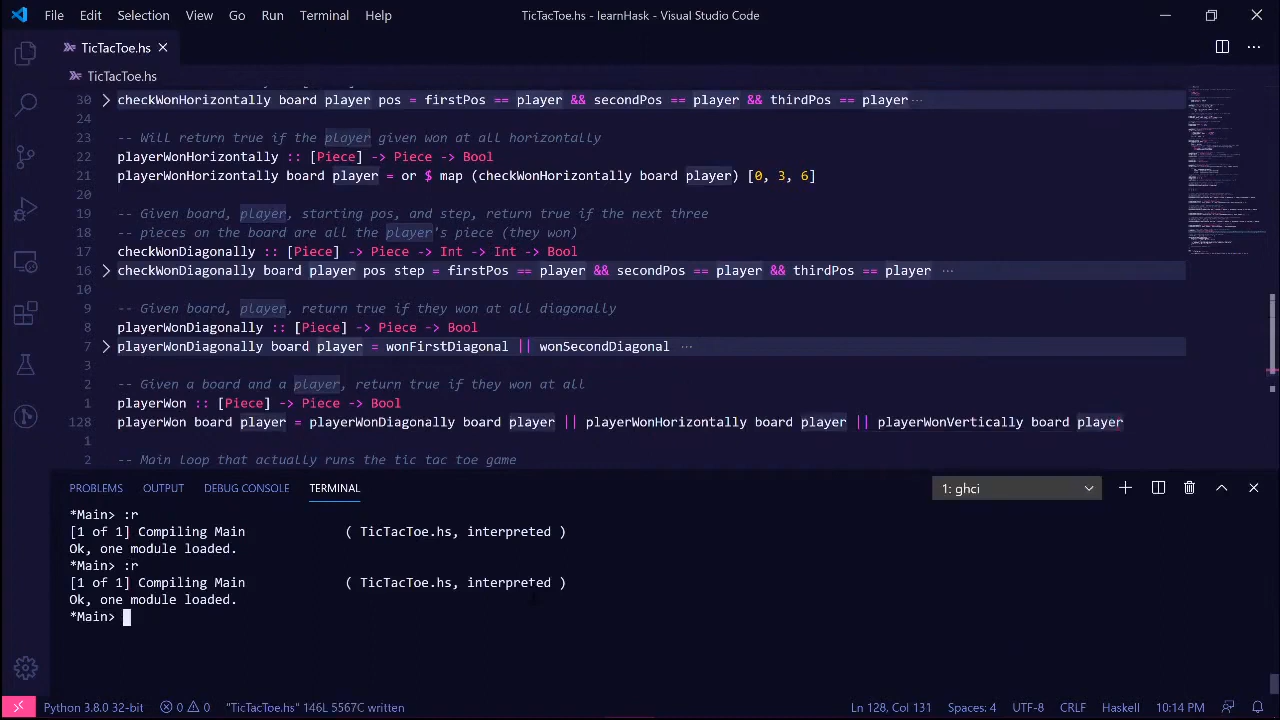 File Edit Selection View Go Run Terminal Help TicTacToe.hs - learnHask - Visual Studio Code
TicTacToe.hs
TicTacToe.hs
30 checkWonHorizontally board player pos = firstPos == player && secondPos == player && thirdPos == player ...
24
23 -- Will return true if the player given won at all horizontally
22 playerWonHorizontally :: [Piece] -> Piece -> Bool
21 playerWonHorizontally board player = or $ map (checkWonHorizontally board player) [0, 3, 6]
20
19 -- Given board, player, starting pos, and step, return true if the next three
18 -- pieces on the board are all the player's piece (they won)
17 checkWonDiagonally :: [Piece] -> Piece -> Int -> Int -> Bool
16 checkWonDiagonally board player pos step = firstPos == player && secondPos == player && thirdPos == player ...
10
9 -- Given board, player, return true if they won at all diagonally
8 playerWonDiagonally :: [Piece] -> Piece -> Bool
7 playerWonDiagonally board player = wonFirstDiagonal || wonSecondDiagonal ...
3
2 -- Given a board and a player, return true if they won at all
1 playerWon :: [Piece] -> Piece -> Bool
128 playerWon board player = playerWonDiagonally board player || playerWonHorizontally board player || playerWonVertically board player
1
2 -- Main loop that actually runs the tic tac toe game
PROBLEMS OUTPUT DEBUG CONSOLE TERMINAL 1: ghci
*Main> :r
[1 of 1] Compiling Main ( TicTacToe.hs, interpreted )
Ok, one module loaded.
*Main> :r
[1 of 1] Compiling Main ( TicTacToe.hs, interpreted )
Ok, one module loaded.
*Main>
Python 3.8.0 32-bit 0 0 "TicTacToe.hs" 146L 5567C written Ln 128, Col 131 Spaces: 4 UTF-8 CRLF Haskell 10:14 PM